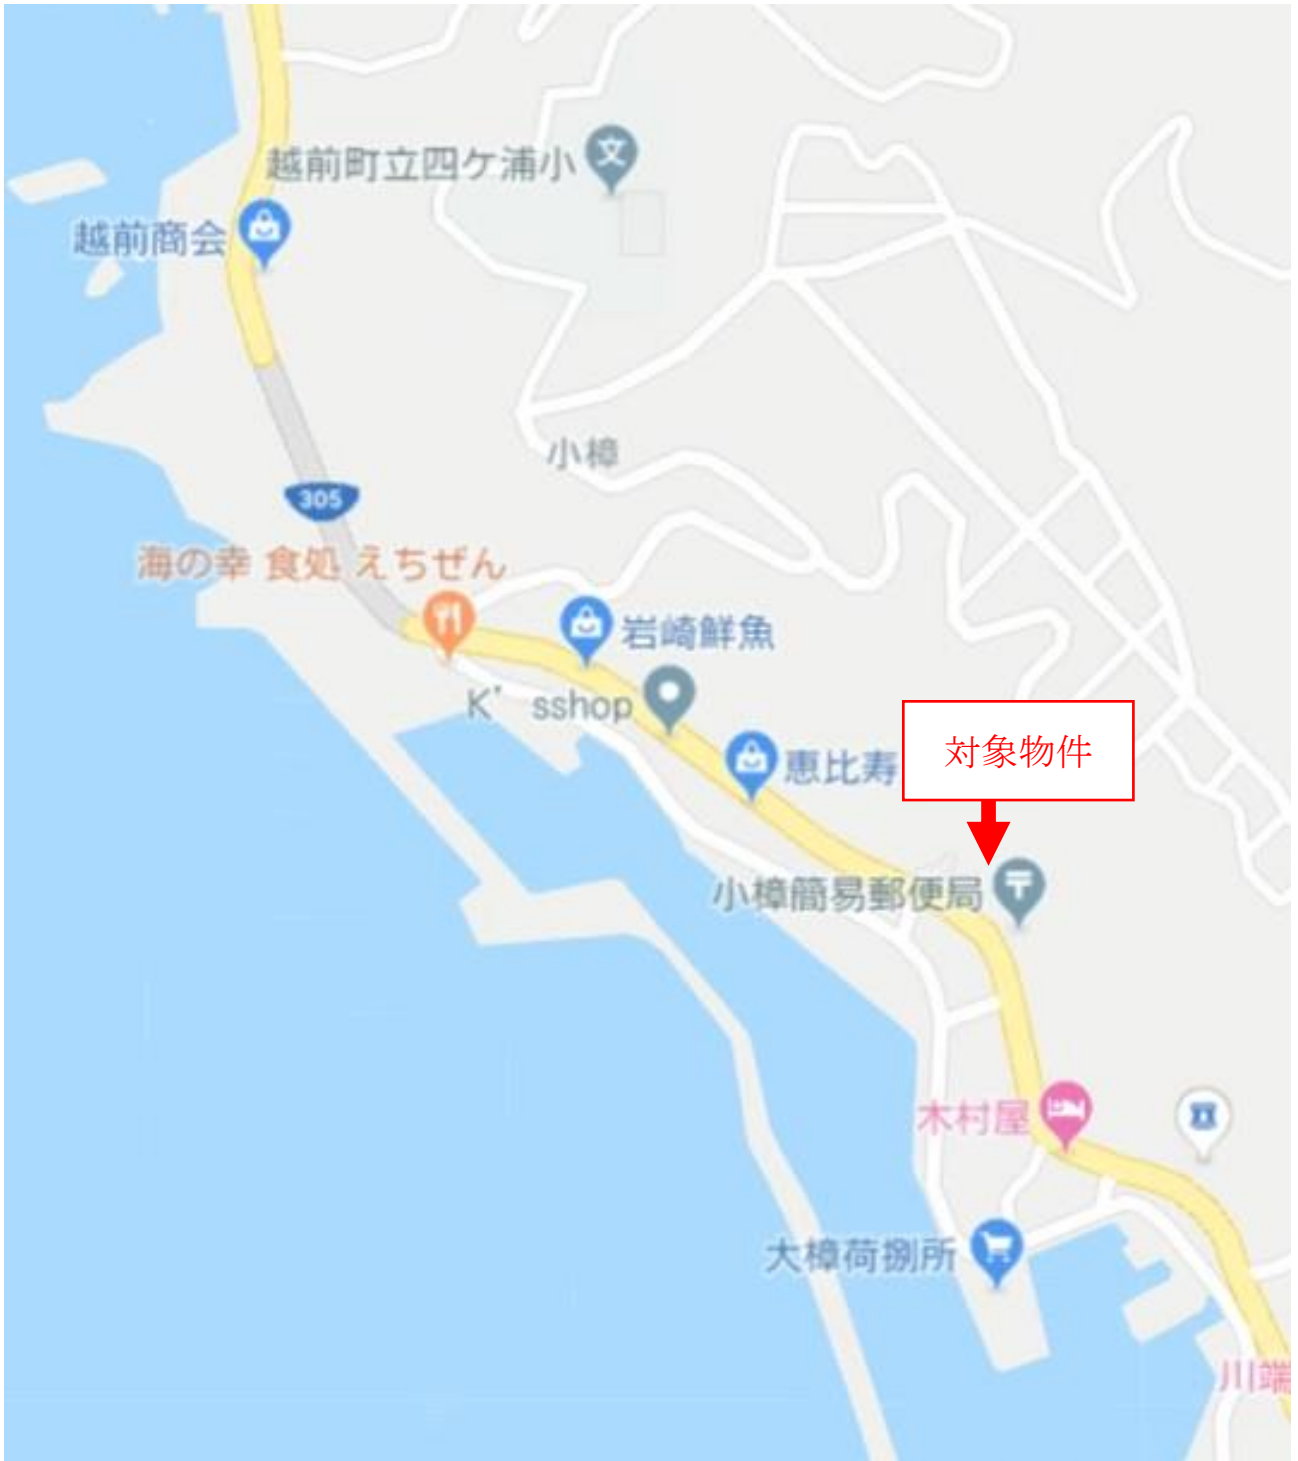 越前町立四ケ浦小
文
越前商会
小樟
305
海の幸 食処 えちぜん
岩崎鮮魚
K’sshop
恵比寿
対象物件
小樟簡易郵便局
〒
木村屋
大樟荷捌所
川端